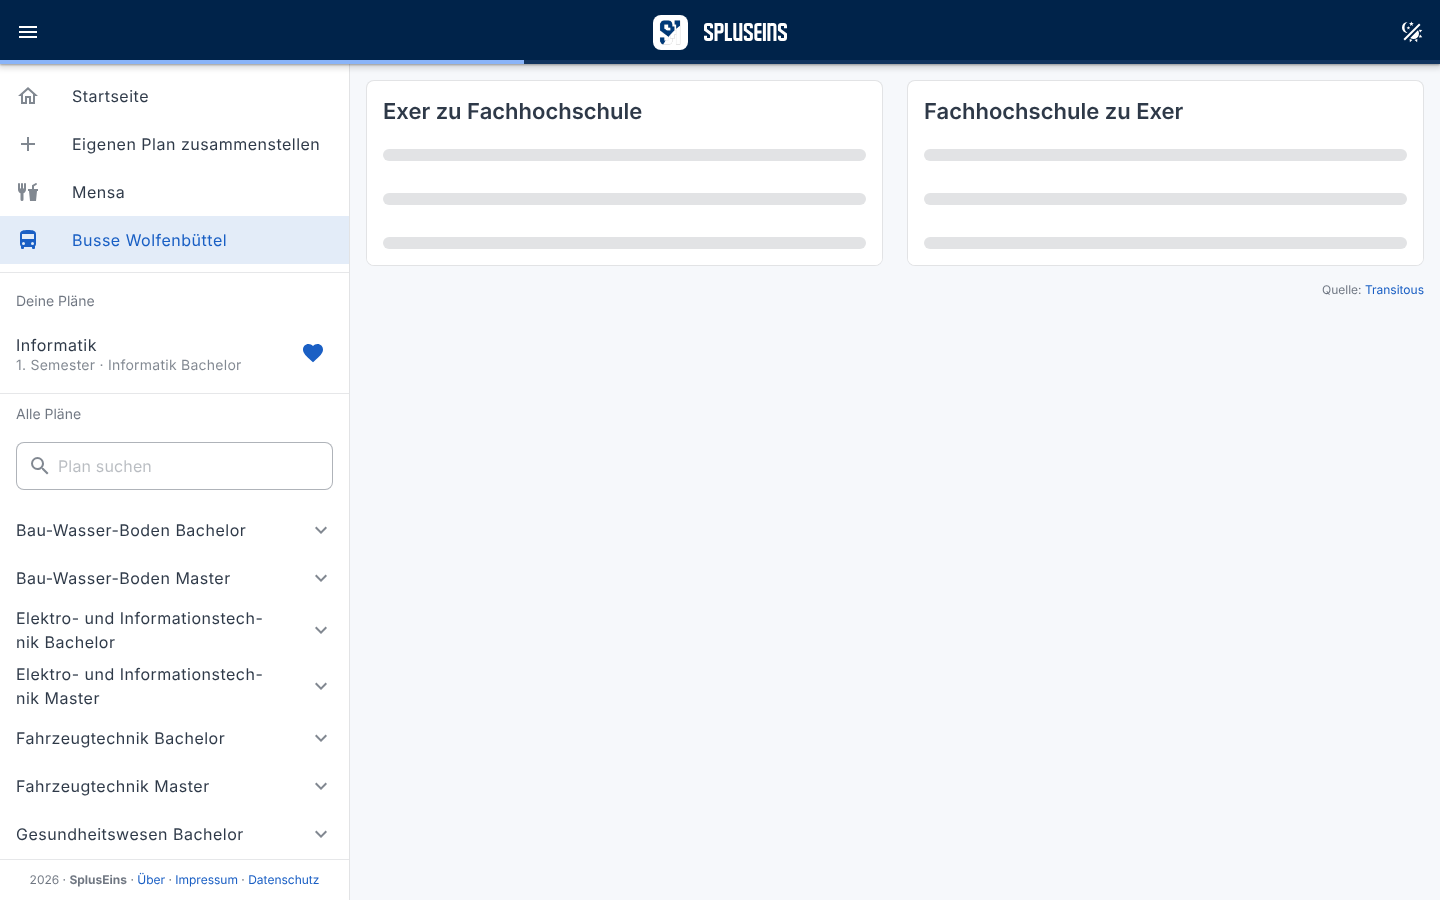 SPLUSEINS
Startseite
Eigenen Plan zusammenstellen
Mensa
Busse Wolfenbüttel
Deine Pläne
Informatik
1. Semester · Informatik Bachelor
Alle Pläne
Plan suchen
Bau-Wasser-Boden Bachelor
Bau-Wasser-Boden Master
Elektro- und Informationstech-
nik Bachelor
Elektro- und Informationstech-
nik Master
Fahrzeugtechnik Bachelor
Fahrzeugtechnik Master
Gesundheitswesen Bachelor
2026 · SplusEins · Über · Impressum · Datenschutz
Exer zu Fachhochschule
Fachhochschule zu Exer
Quelle: Transitous